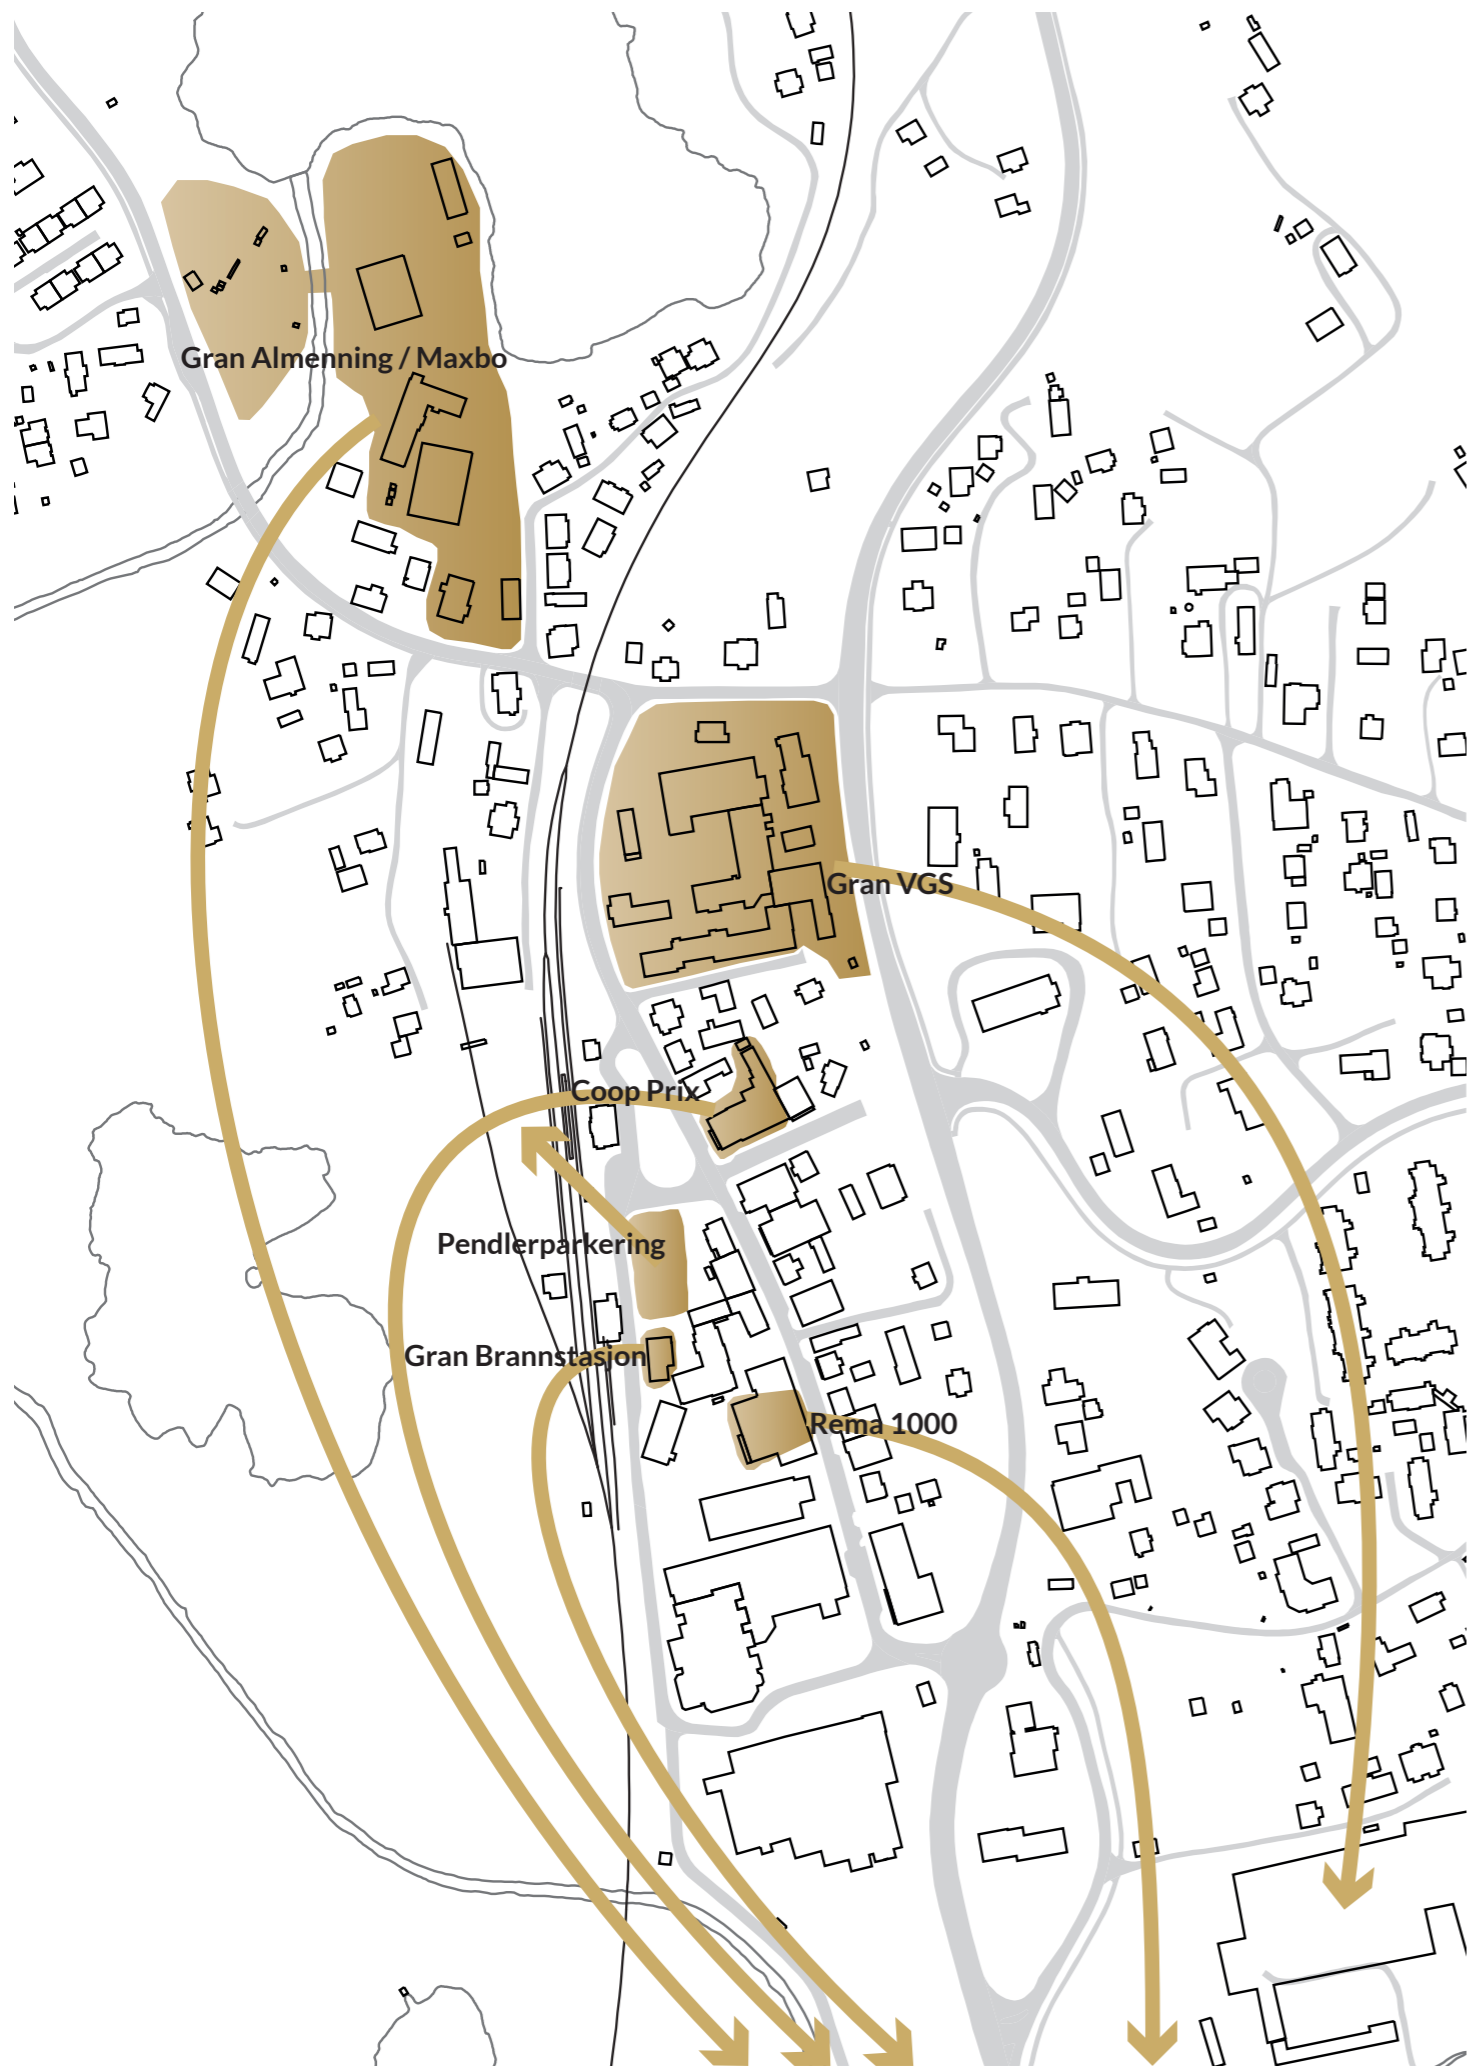 Gran Almenning / Maxbo
Gran VGS
Coop Prix
Pendlerparkering
Gran Brannstasjon
Rema 1000